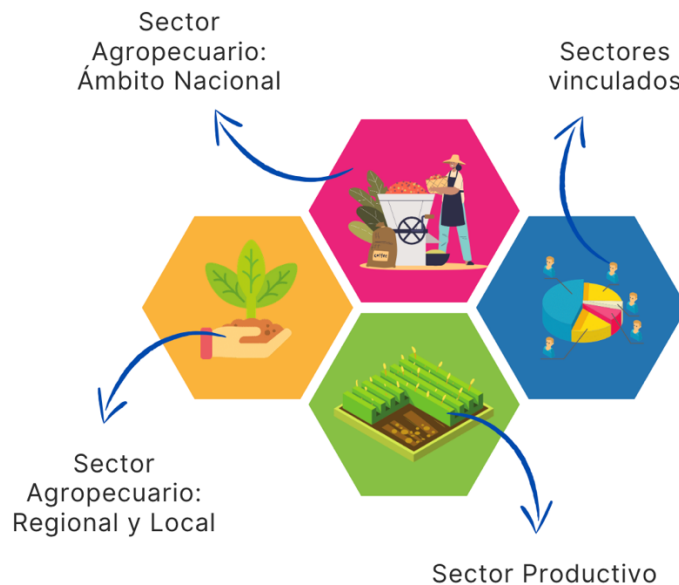 Sector
Agropecuario:
Ámbito Nacional
Sectores
vinculados
Sector
Agropecuario:
Regional y Local
Sector Productivo